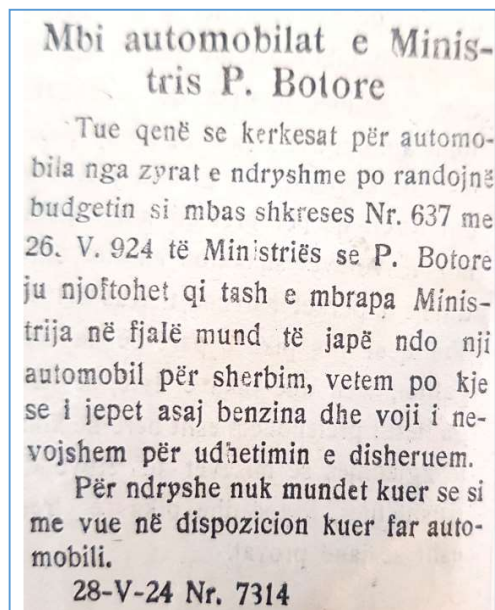 Mbi automobilat e Minis-
tris P. Botore
Tue qenë se kerkesat për automo-
bila nga zyrat e ndryshme po randojnë
budgetin si mbas shkreses Nr. 637 me
26. V. 924 të Ministriës se P. Botore
ju njoftohet qi tash e mbrapa Minis-
trija në fjalë mund të japë ndo nji
automobil për sherbim, vetem po kje
se i jepet asaj benzina dhe voji i ne-
vojshem për udhetimin e disheruem.
Për ndryshe nuk mundet kuer se si
me vue në dispozicion kuer far auto-
mobili.
28-V-24 Nr. 7314